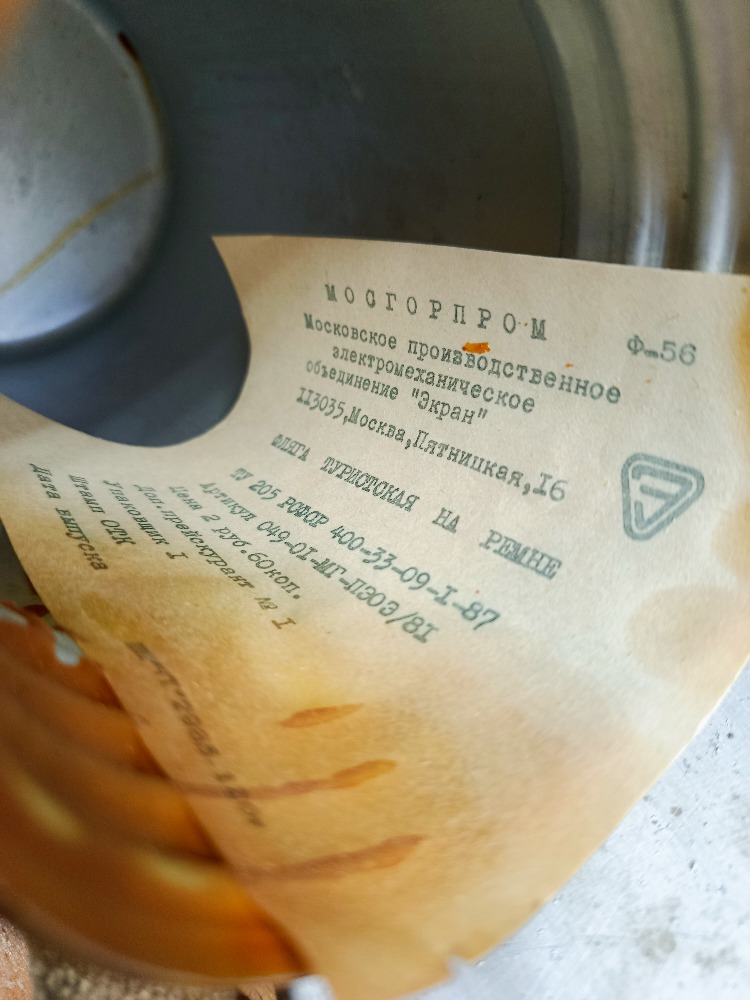 МОСГОРПРОМ
Ф-56
Московское производственное
электромеханическое
объединение "Экран"
113035,Москва,Пятницкая,16
ФЛЯГА ТУРИСТСКАЯ НА РЕМНЕ
ТУ 205 РСФСР 400-33-09-I-87
Артикул 049-0I-МГ-ПЭОЭ/8I
Цена 2 руб.60коп.
Доп.прейскурант № I
Упаковщик I
Штамп ОТК
Дата выпуска